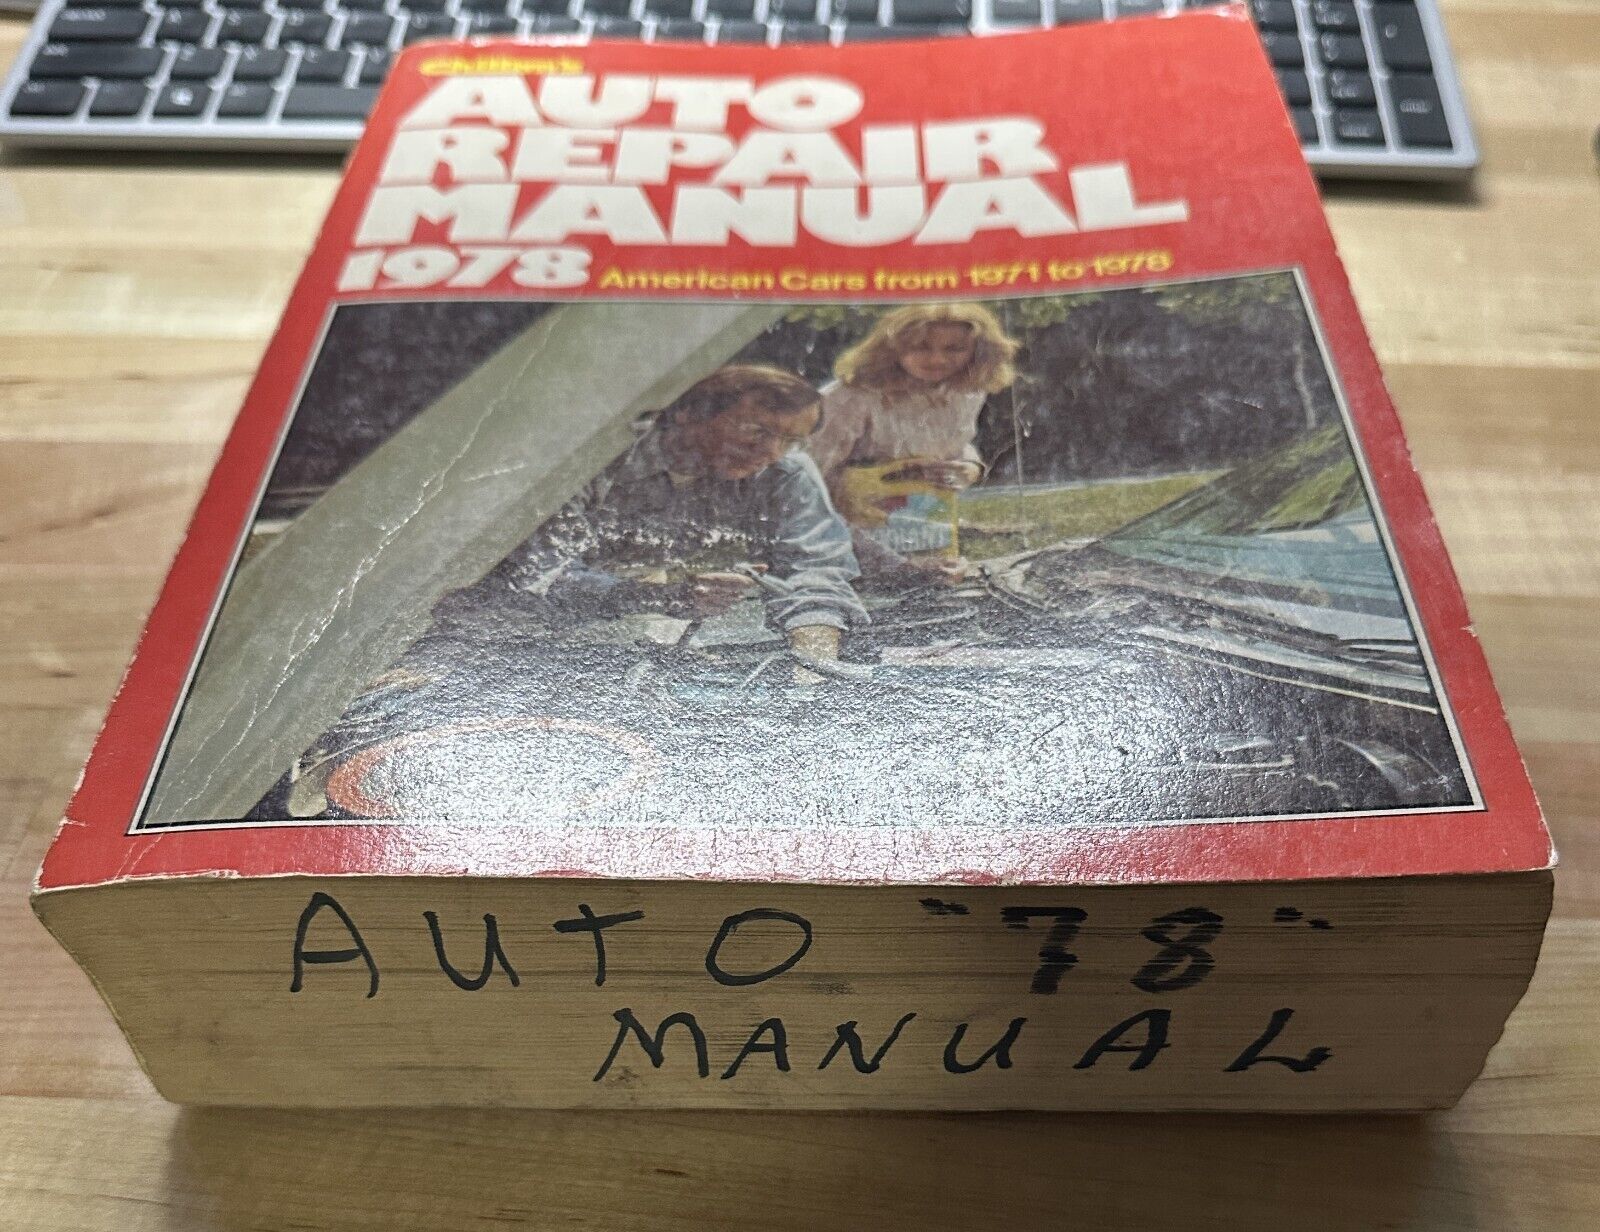 Chilton's
AUTO
REPAIR
MANUAL
1978 American Cars from 1971 to 1978
AUTO "78"
MANUAL